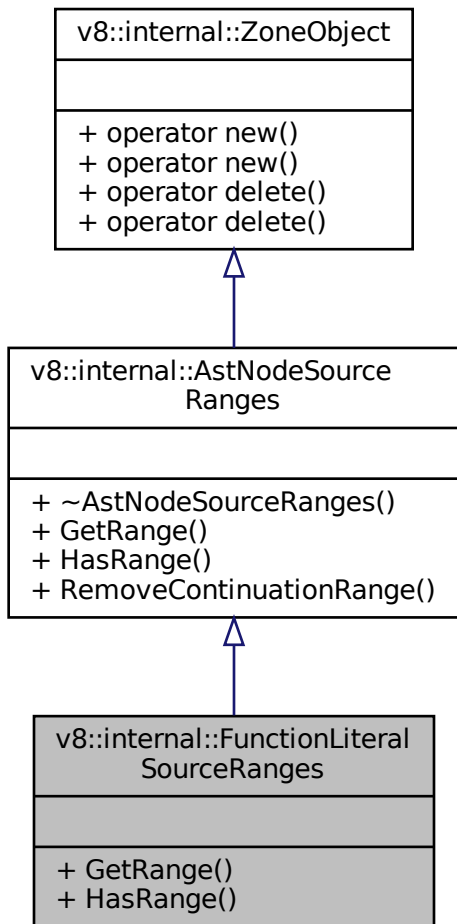 v8::internal::ZoneObject
+ operator new()
+ operator new()
+ operator delete()
+ operator delete()
v8::internal::AstNodeSource
Ranges
+ ~AstNodeSourceRanges()
+ GetRange()
+ HasRange()
+ RemoveContinuationRange()
v8::internal::FunctionLiteral
SourceRanges
+ GetRange()
+ HasRange()